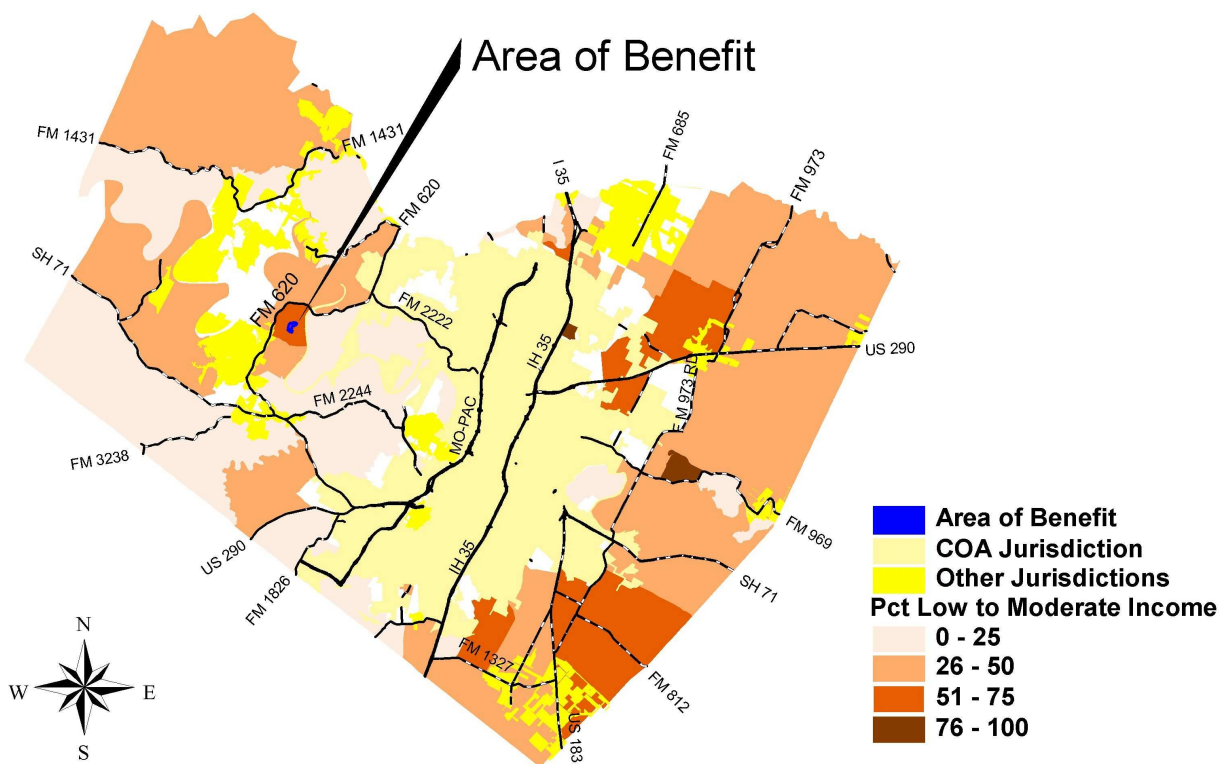 Area of Benefit
FM 1431
FM 1431
FM 685
I 35
FM 973
FM 620
SH 71
FM 620
FM 2222
US 290
IH 35
FM 973 RD
FM 2244
MO-PAC
FM 3238
FM 969
US 290
IH 35
SH 71
FM 1826
FM 1327
FM 812
US 183
N
W
E
S
Area of Benefit
COA Jurisdiction
Other Jurisdictions
Pct Low to Moderate Income
0 - 25
26 - 50
51 - 75
76 - 100